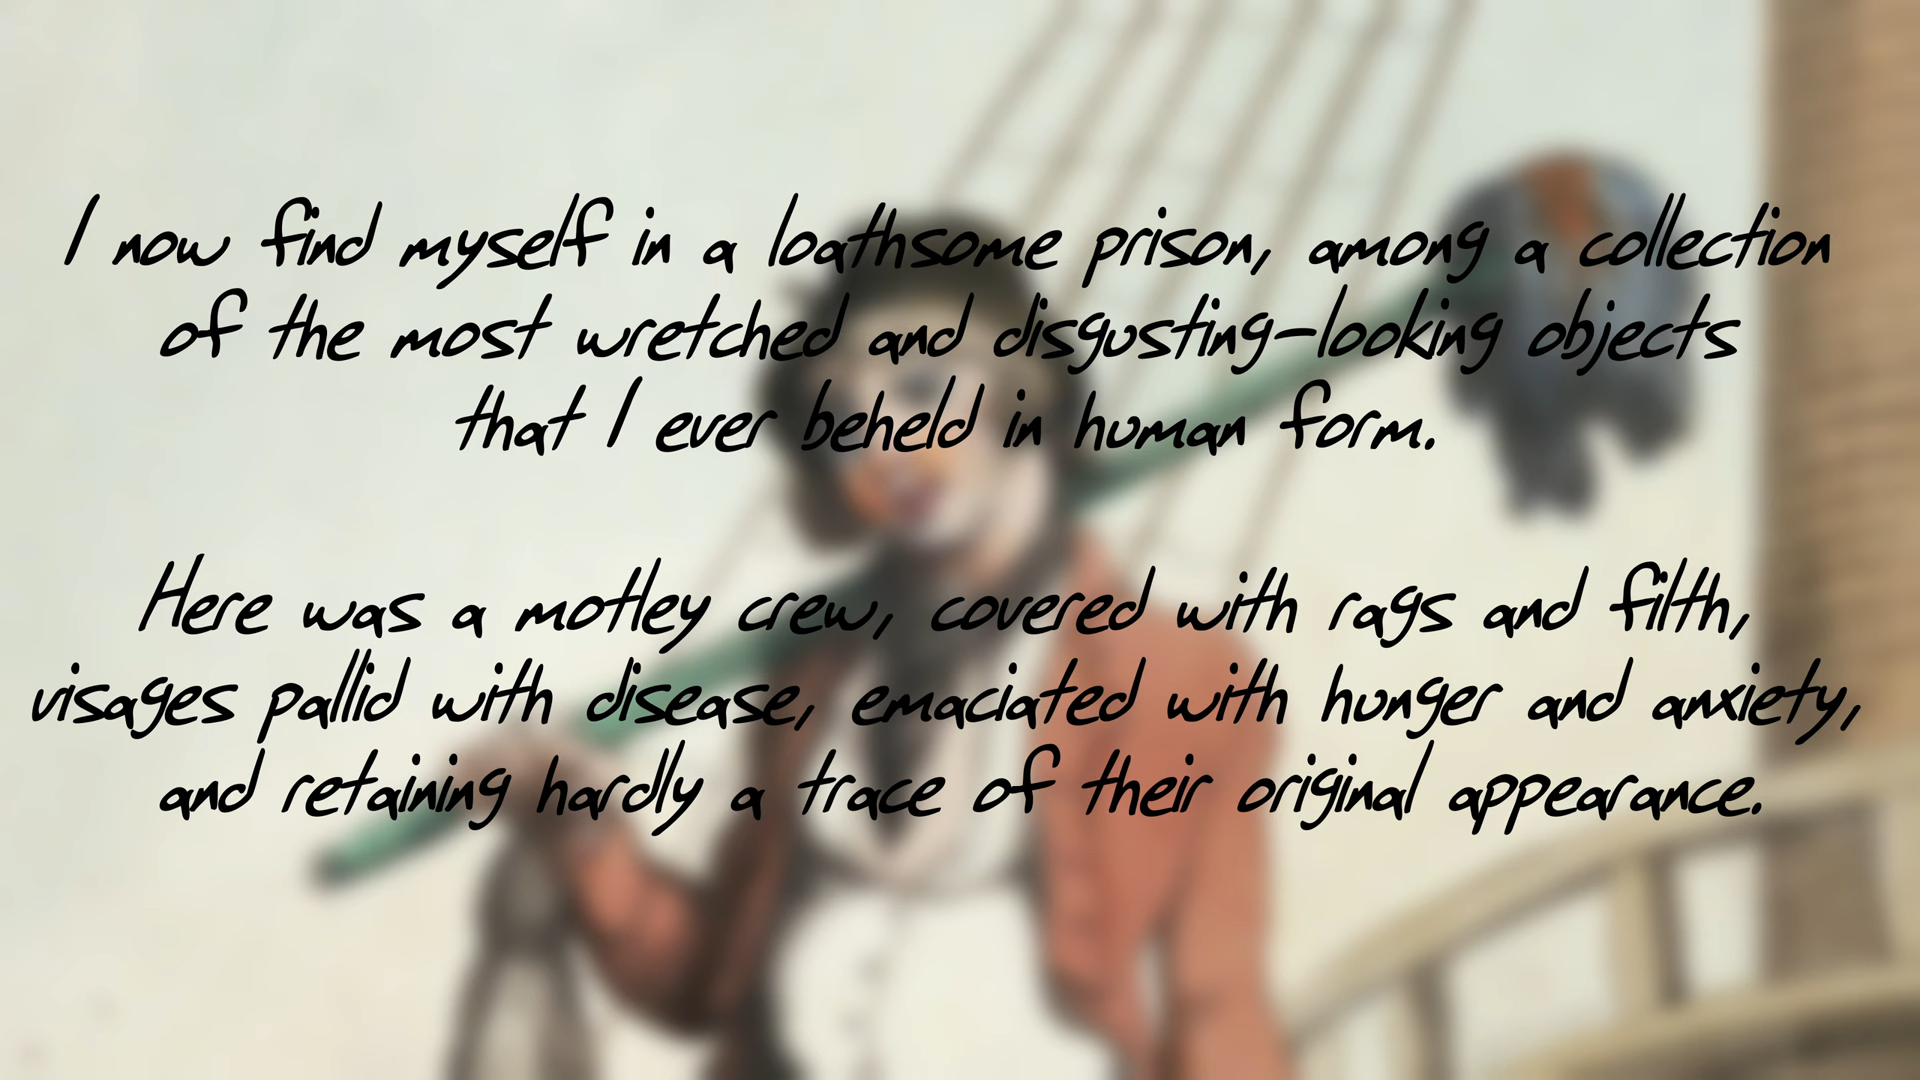 I now find myself in a loathsome prison, among a collection
of the most wretched and disgusting-looking objects
that I ever beheld in human form.
Here was a motley crew, covered with rags and filth,
visages pallid with disease, emaciated with hunger and anxiety,
and retaining hardly a trace of their original appearance.